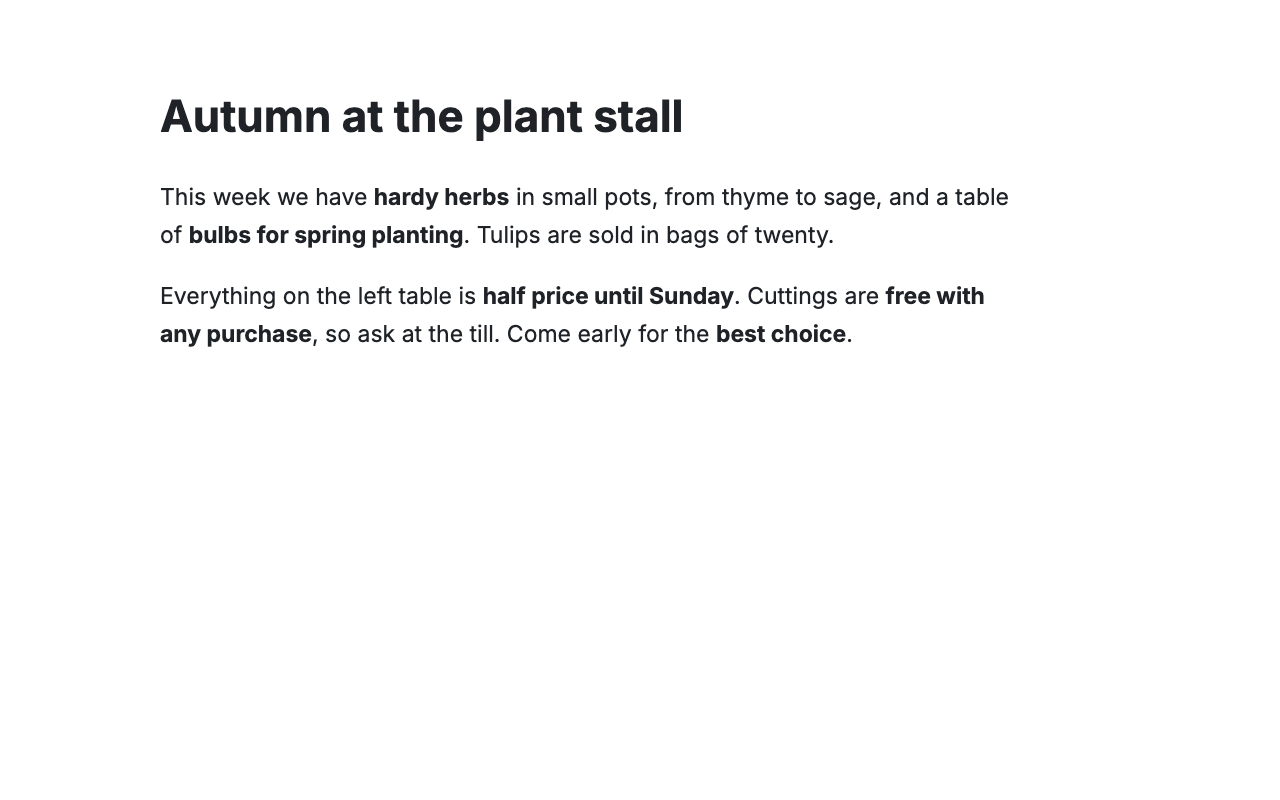 Autumn at the plant stall
This week we have hardy herbs in small pots, from thyme to sage, and a table
of bulbs for spring planting. Tulips are sold in bags of twenty.
Everything on the left table is half price until Sunday. Cuttings are free with
any purchase, so ask at the till. Come early for the best choice.